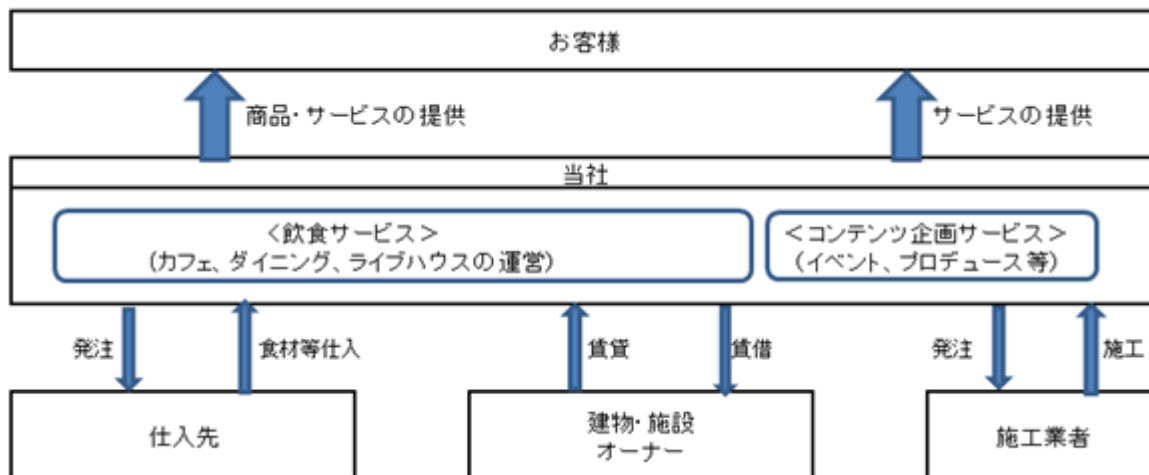 お客様
商品・サービスの提供
サービスの提供
当社
<飲食サービス>
(カフェ、ダイニング、ライブハウスの運営)
<コンテンツ企画サービス>
(イベント、プロデュース等)
発注
食材等仕入
賃貸
賃借
発注
施工
仕入先
建物・施設
オーナー
施工業者